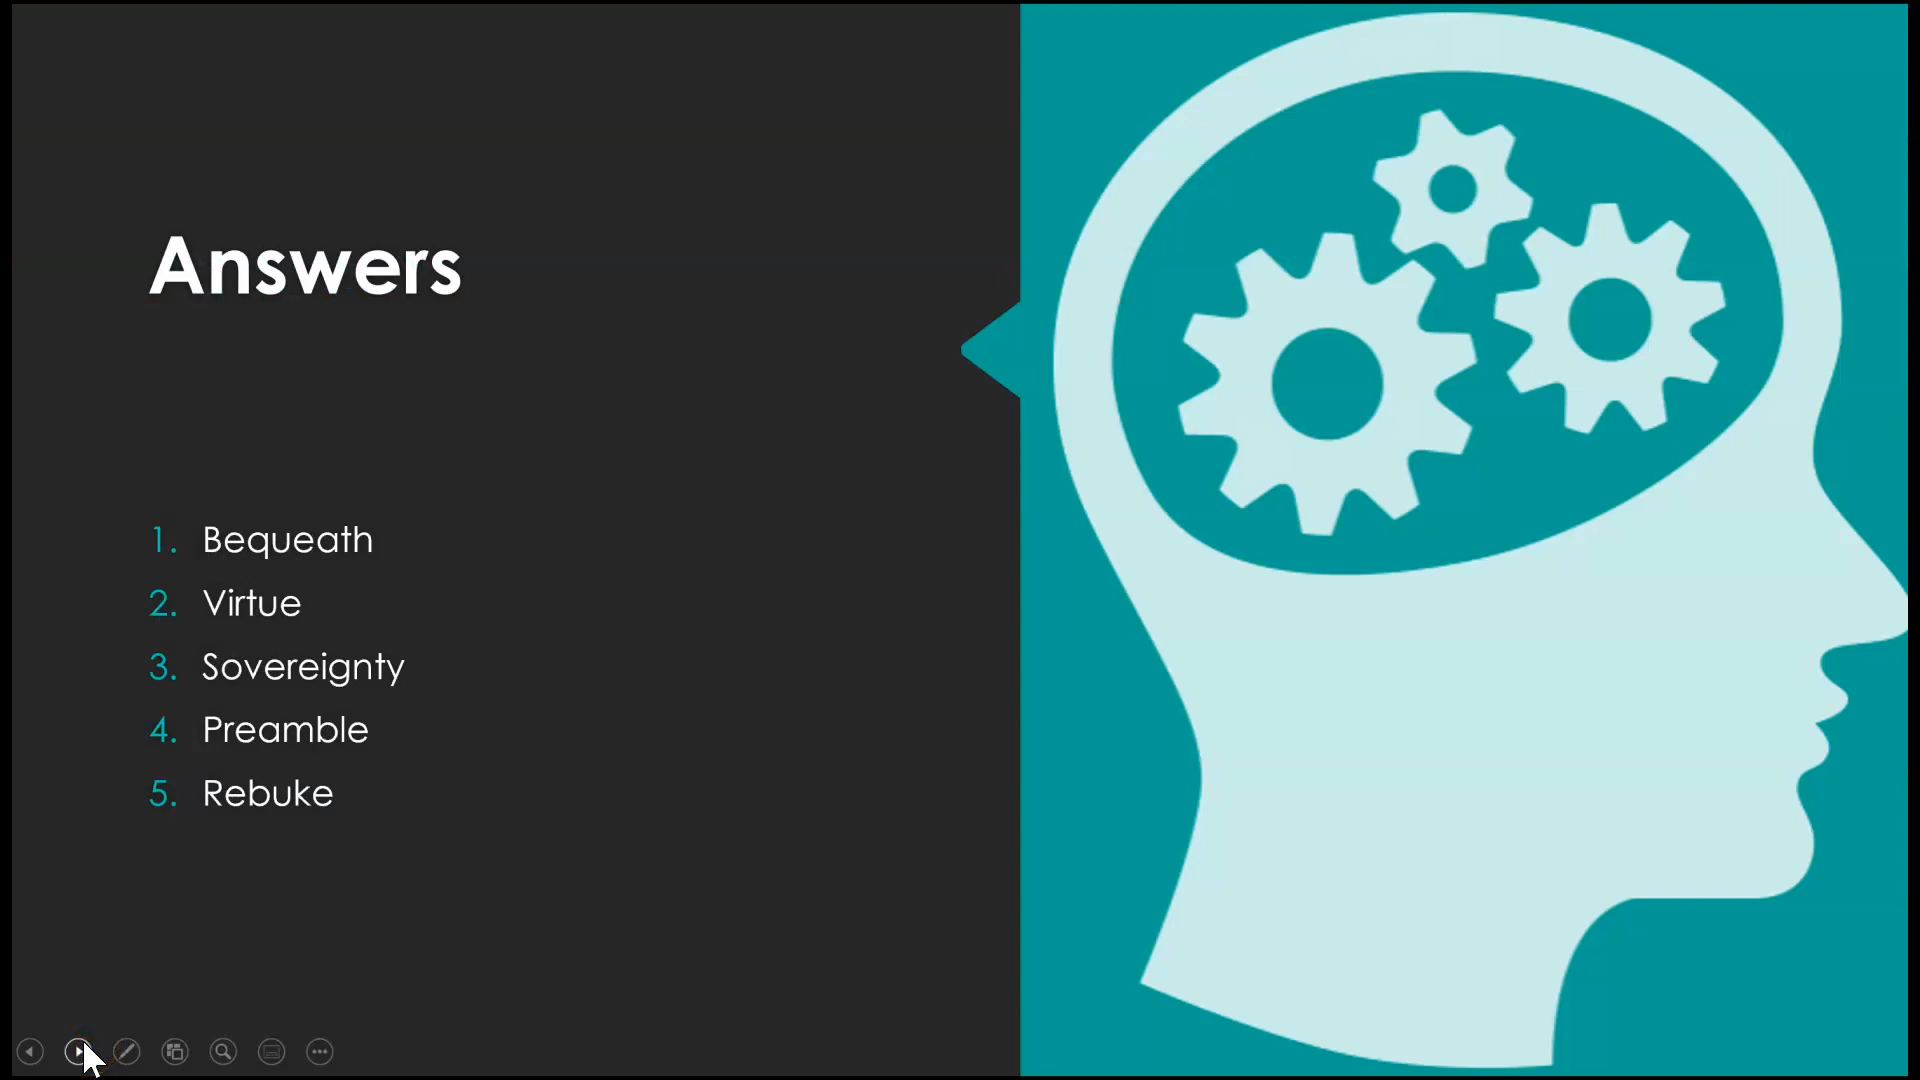 Answers
1. Bequeath
2. Virtue
3. Sovereignty
4. Preamble
5. Rebuke